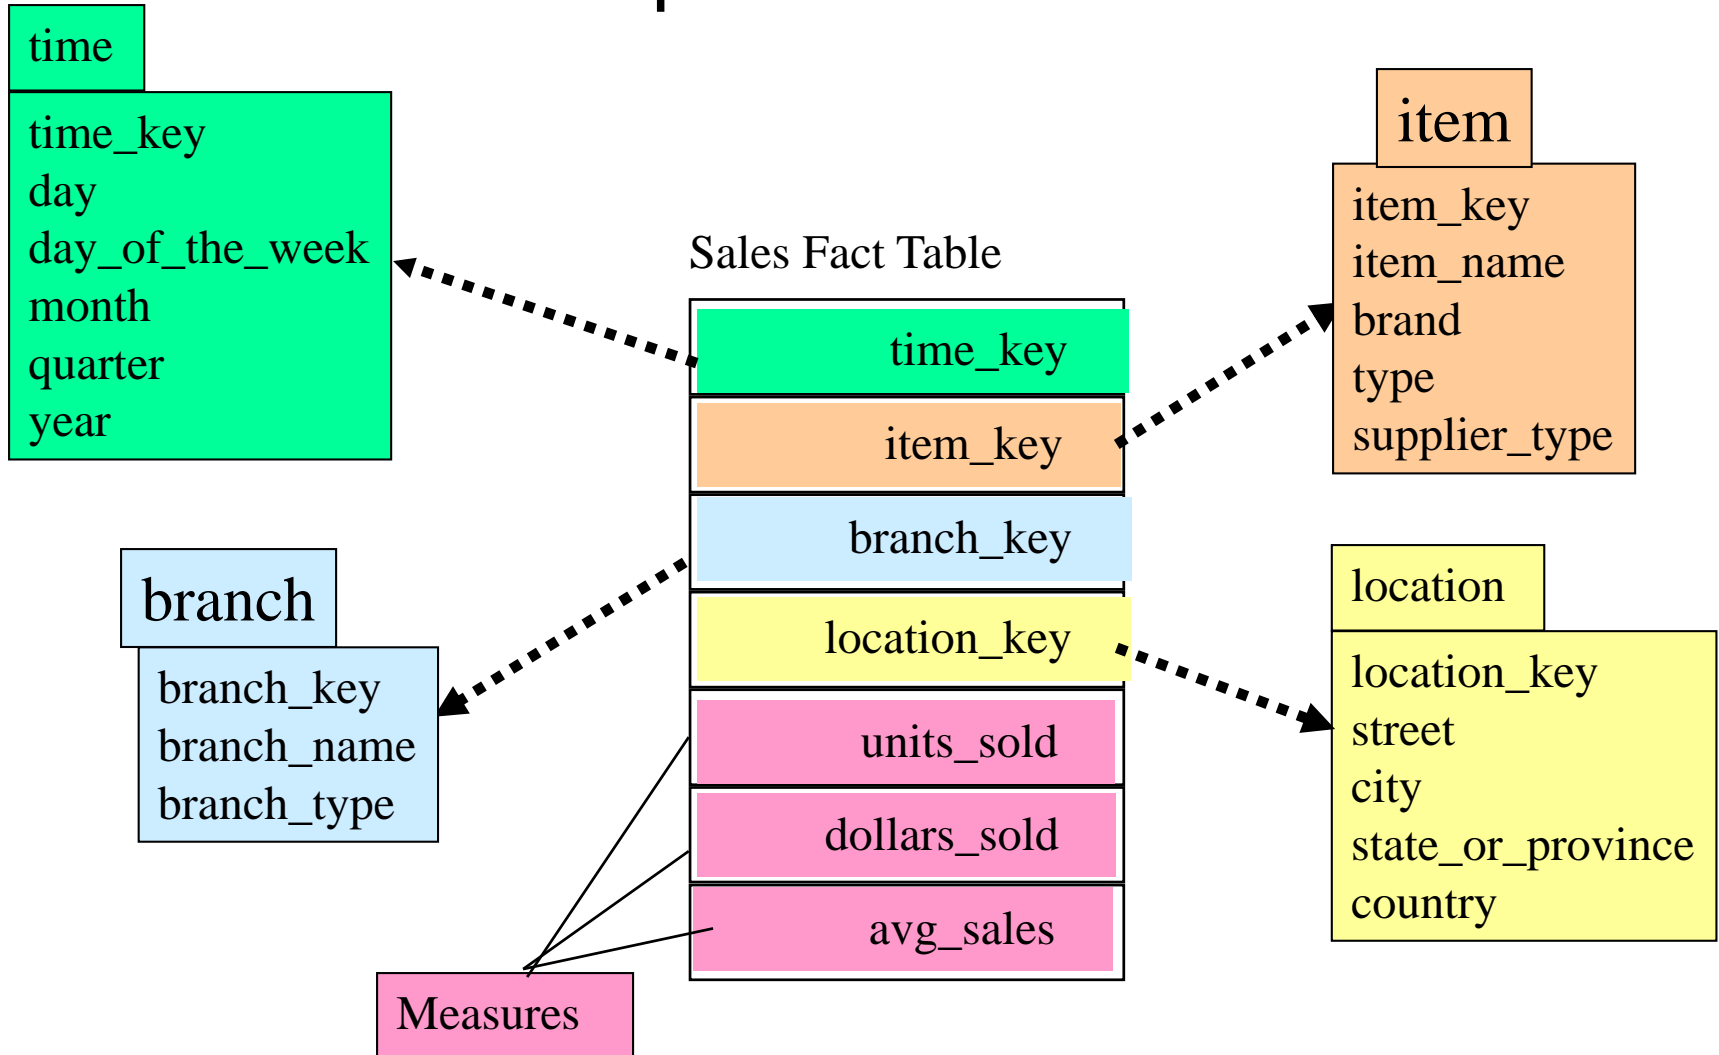 time
time_key
day
day_of_the_week
month
quarter
year
item
item_key
item_name
brand
type
supplier_type
Sales Fact Table
time_key
item_key
branch_key
location_key
units_sold
dollars_sold
avg_sales
branch
branch_key
branch_name
branch_type
location
location_key
street
city
state_or_province
country
Measures